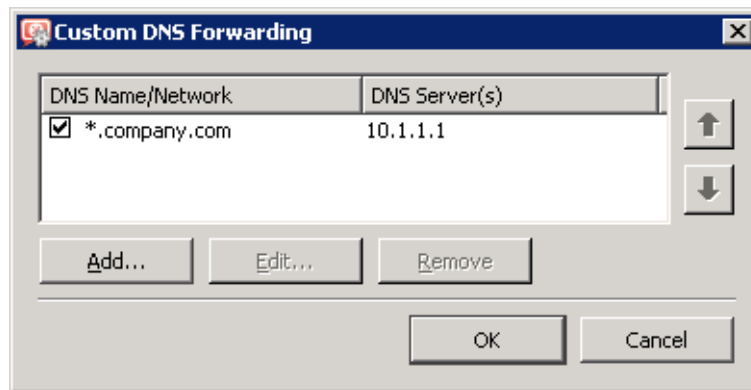 Custom DNS Forwarding
DNS Name/Network DNS Server(s)
*.company.com 10.1.1.1
Add... Edit... Remove
OK Cancel